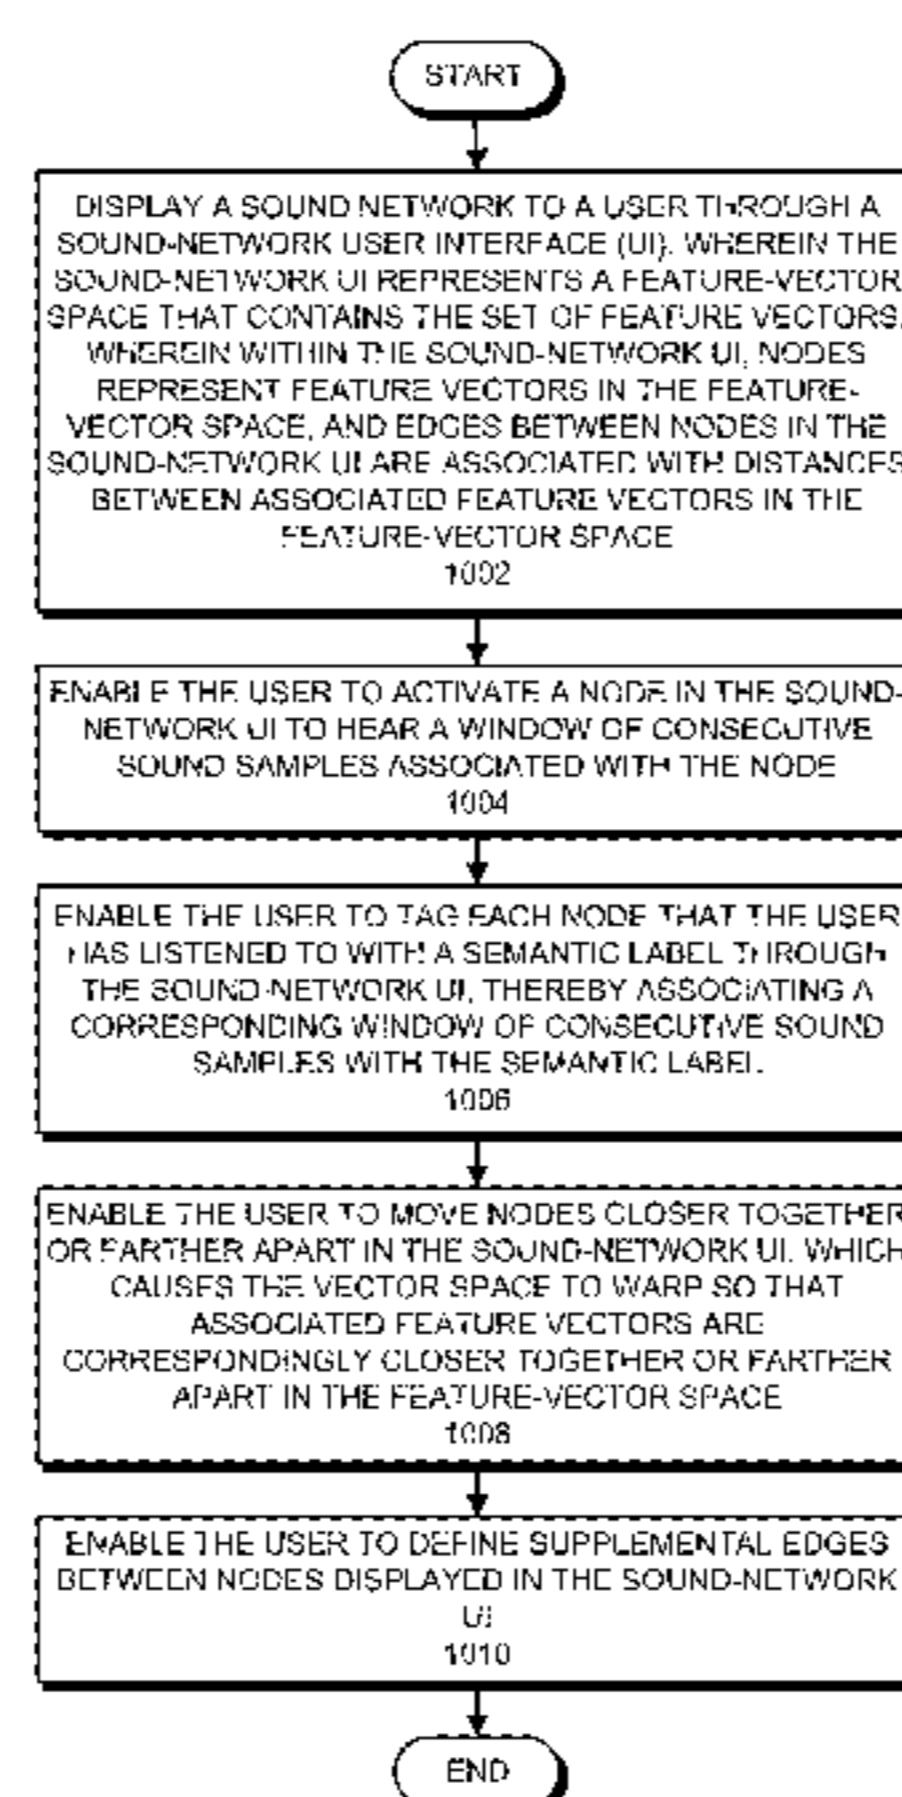 START
DISPLAY A SOUND NETWORK TO A USER THROUGH A
SOUND-NETWORK USER INTERFACE (UI), WHEREIN THE
SOUND-NETWORK UI REPRESENTS A FEATURE-VECTOR
SPACE THAT CONTAINS THE SET OF FEATURE VECTORS,
WHEREIN WITHIN THE SOUND-NETWORK UI, NODES
REPRESENT FEATURE VECTORS IN THE FEATURE-
VECTOR SPACE, AND EDGES BETWEEN NODES IN THE
SOUND-NETWORK UI ARE ASSOCIATED WITH DISTANCES
BETWEEN ASSOCIATED FEATURE VECTORS IN THE
FEATURE-VECTOR SPACE
1002
ENABLE THE USER TO ACTIVATE A NODE IN THE SOUND-
NETWORK UI TO HEAR A WINDOW OF CONSECUTIVE
SOUND SAMPLES ASSOCIATED WITH THE NODE
1004
ENABLE THE USER TO TAG EACH NODE THAT THE USER
HAS LISTENED TO WITH A SEMANTIC LABEL THROUGH
THE SOUND-NETWORK UI, THEREBY ASSOCIATING A
CORRESPONDING WINDOW OF CONSECUTIVE SOUND
SAMPLES WITH THE SEMANTIC LABEL.
1006
ENABLE THE USER TO MOVE NODES CLOSER TOGETHER
OR FARTHER APART IN THE SOUND-NETWORK UI, WHICH
CAUSES THE VECTOR SPACE TO WARP SO THAT
ASSOCIATED FEATURE VECTORS ARE
CORRESPONDINGLY CLOSER TOGETHER OR FARTHER
APART IN THE FEATURE-VECTOR SPACE
1008
ENABLE THE USER TO DEFINE SUPPLEMENTAL EDGES
BETWEEN NODES DISPLAYED IN THE SOUND-NETWORK
UI
1010
END